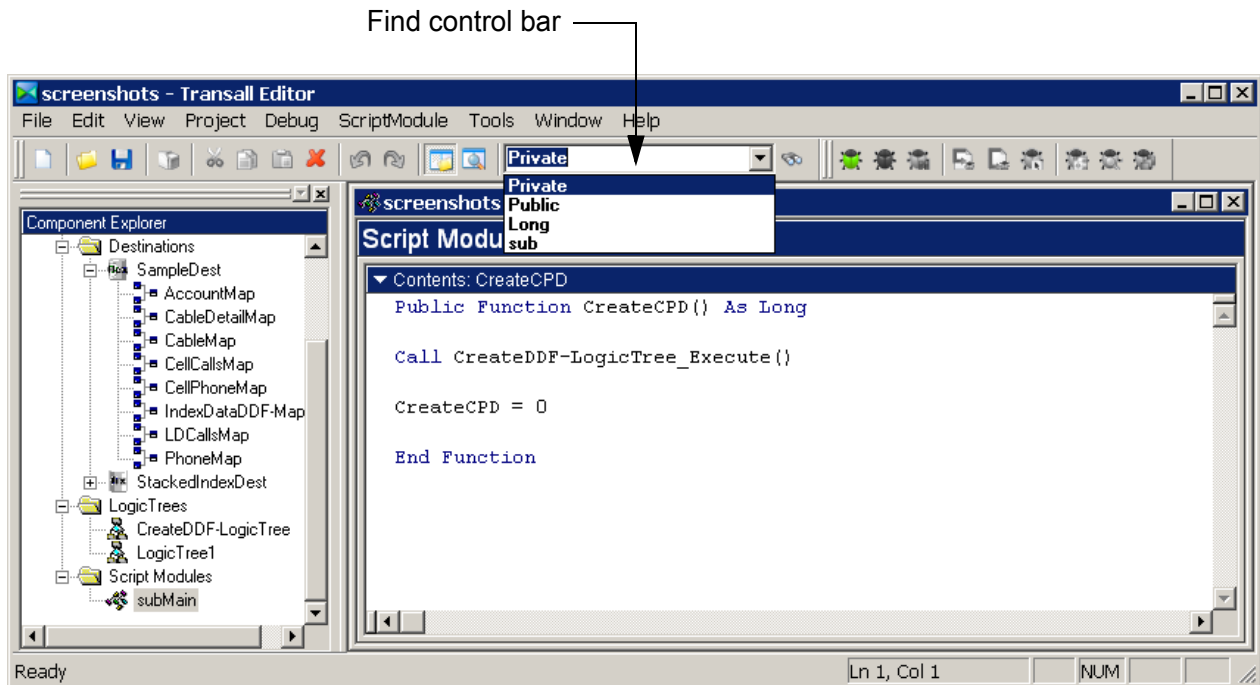 Find control bar
screenshots - Transall Editor
File Edit View Project Debug ScriptModule Tools Window Help
Private
Private
Public
Long
sub
Component Explorer
Destinations
SampleDest
AccountMap
CableDetailMap
CableMap
CellCallsMap
CellPhoneMap
IndexDataDDF-Map
LDCallsMap
PhoneMap
StackedIndexDest
LogicTrees
CreateDDF-LogicTree
LogicTree1
Script Modules
subMain
screenshots
Script Modu
Contents: CreateCPD
Public Function CreateCPD() As Long
Call CreateDDF-LogicTree_Execute()
CreateCPD = 0
End Function
Ready
Ln 1, Col 1
NUM